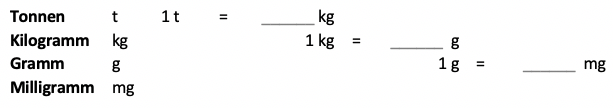 Tonnen t 1 t = ______ kg
Kilogramm kg 1 kg = ______ g
Gramm g 1 g = ______ mg
Milligramm mg